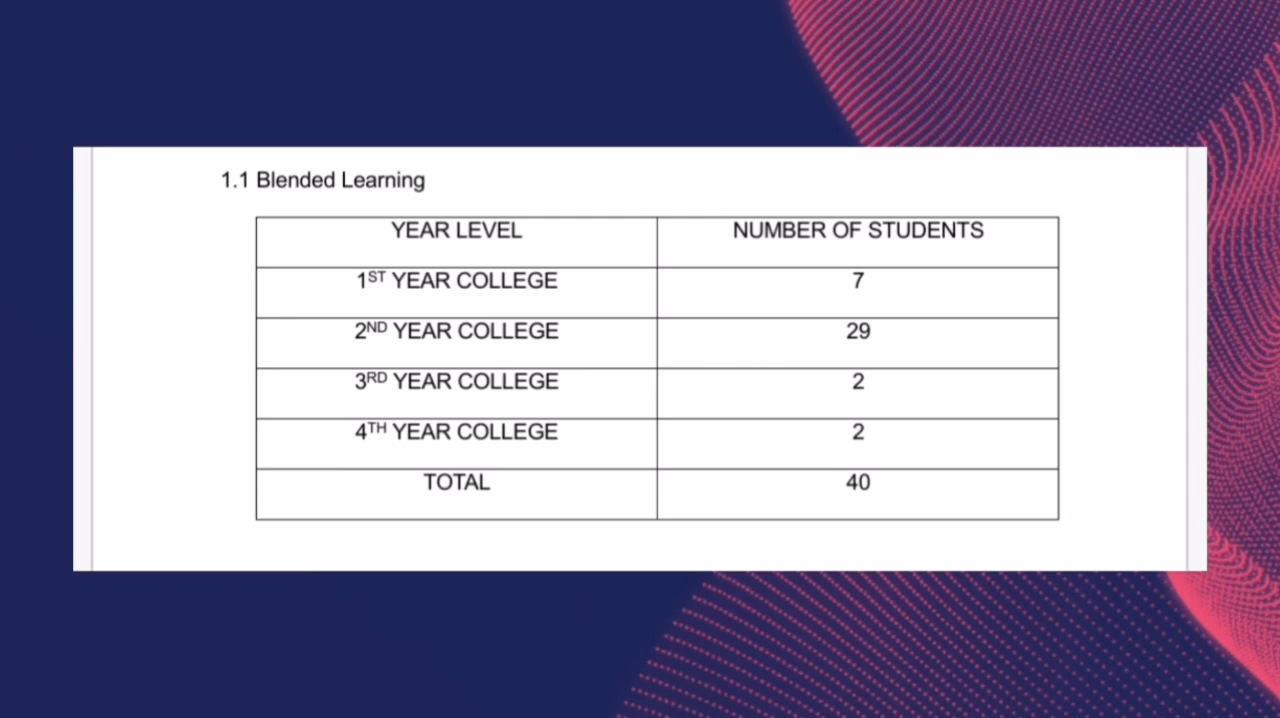 1.1 Blended Learning
YEAR LEVEL NUMBER OF STUDENTS
1ST YEAR COLLEGE 7
2ND YEAR COLLEGE 29
3RD YEAR COLLEGE 2
4TH YEAR COLLEGE 2
TOTAL 40